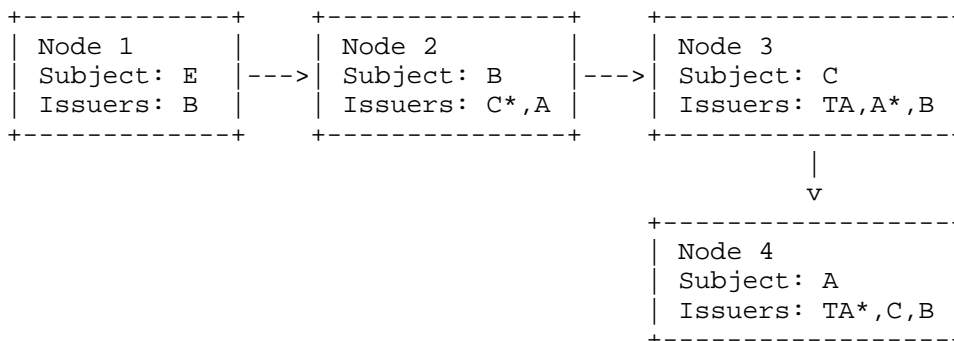 +-------------+ +---------------+ +------------------
| Node 1 | | Node 2 | | Node 3
| Subject: E |--->| Subject: B |--->| Subject: C
| Issuers: B | | Issuers: C*,A | | Issuers: TA,A*,B
+-------------+ +---------------+ +------------------
|
v
+------------------
| Node 4
| Subject: A
| Issuers: TA*,C,B
+------------------